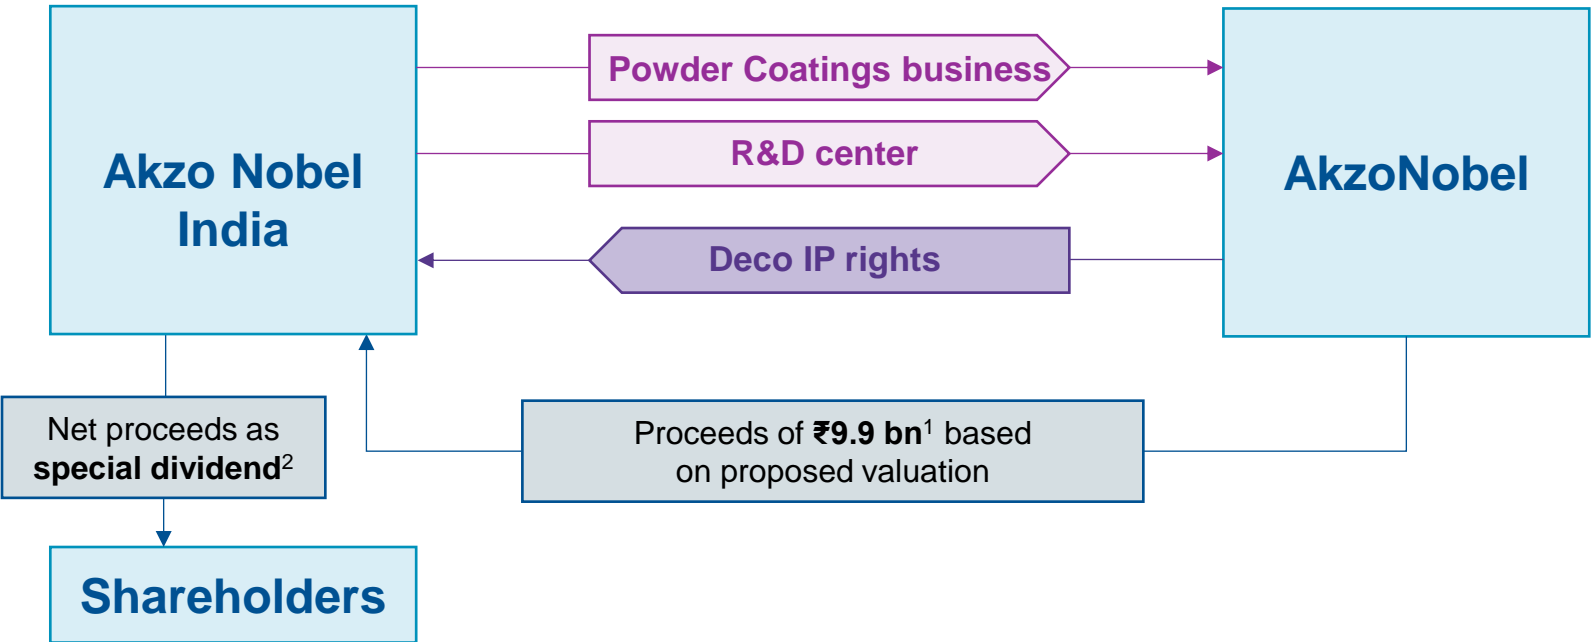 Powder Coatings business
R&D center
Akzo Nobel
India
AkzoNobel
Deco IP rights
Net proceeds as
special dividend2
Proceeds of ₹9.9 bn1 based
on proposed valuation
Shareholders